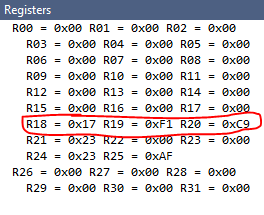 Registers
R00 = 0x00 R01 = 0x00 R02 = 0x00
R03 = 0x00 R04 = 0x00 R05 = 0x00
R06 = 0x00 R07 = 0x00 R08 = 0x00
R09 = 0x00 R10 = 0x00 R11 = 0x00
R12 = 0x00 R13 = 0x00 R14 = 0x00
R15 = 0x00 R16 = 0x00 R17 = 0x00
R18 = 0x17 R19 = 0xF1 R20 = 0xC9
R21 = 0x23 R22 = 0x00 R23 = 0x00
R24 = 0x23 R25 = 0xAF
R26 = 0x00 R27 = 0x00 R28 = 0x00
R29 = 0x00 R30 = 0x00 R31 = 0x00